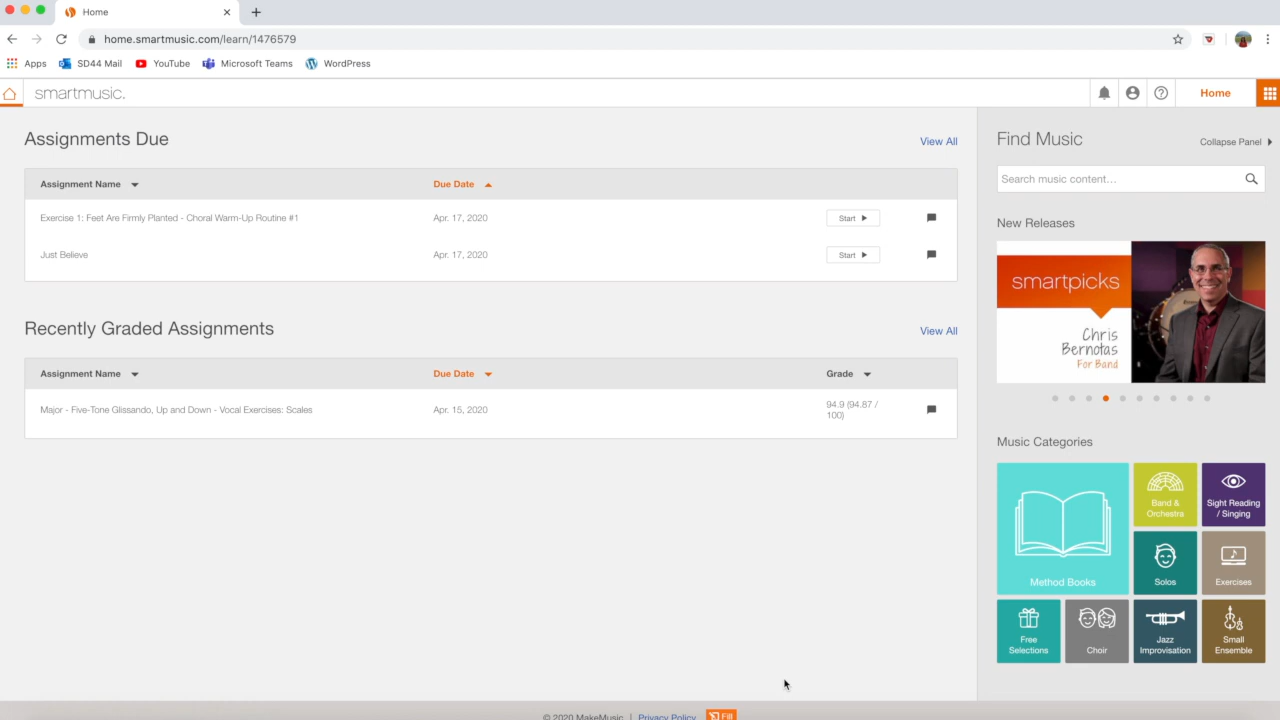 Home
home.smartmusic.com/learn/1476579
Apps SD44 Mail YouTube Microsoft Teams WordPress
smartmusic.
Home
Assignments Due
View All
Assignment Name Due Date
Exercise 1: Feet Are Firmly Planted - Choral Warm-Up Routine #1 Apr. 17, 2020 Start
Just Believe Apr. 17, 2020 Start
Recently Graded Assignments
View All
Assignment Name Due Date Grade
Major - Five-Tone Glissando, Up and Down - Vocal Exercises: Scales Apr. 15, 2020 94.9 (94.87 /
100)
Find Music
Collapse Panel
Search music content...
New Releases
smartpicks
Chris
Bernotas
For Band
Music Categories
Method Books
Band &
Orchestra
Sight Reading
/ Singing
Solos
Exercises
Free
Selections
Choir
Jazz
Improvisation
Small
Ensemble
© 2020 MakeMusic | Privacy Policy Fill